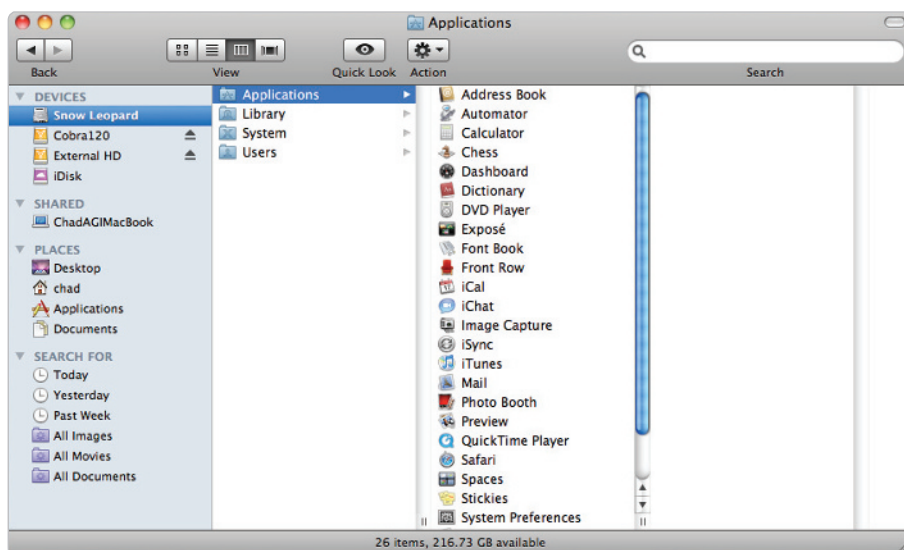 Applications
Back
View
Quick Look
Action
Search
DEVICES
Snow Leopard
Cobra120
External HD
iDisk
SHARED
ChadAGIMacBook
PLACES
Desktop
chad
Applications
Documents
SEARCH FOR
Today
Yesterday
Past Week
All Images
All Movies
All Documents
Applications
Library
System
Users
Address Book
Automator
Calculator
Chess
Dashboard
Dictionary
DVD Player
Exposé
Font Book
Front Row
iCal
iChat
Image Capture
iSync
iTunes
Mail
Photo Booth
Preview
QuickTime Player
Safari
Spaces
Stickies
System Preferences
26 items, 216.73 GB available